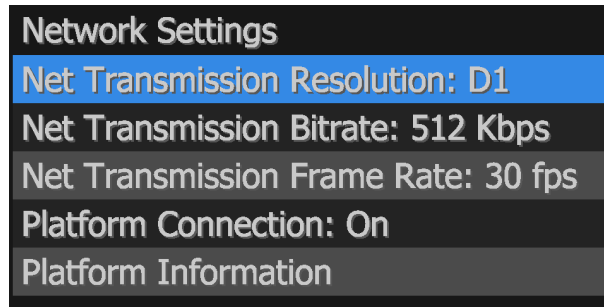 Network Settings
Net Transmission Resolution: D1
Net Transmission Bitrate: 512 Kbps
Net Transmission Frame Rate: 30 fps
Platform Connection: On
Platform Information